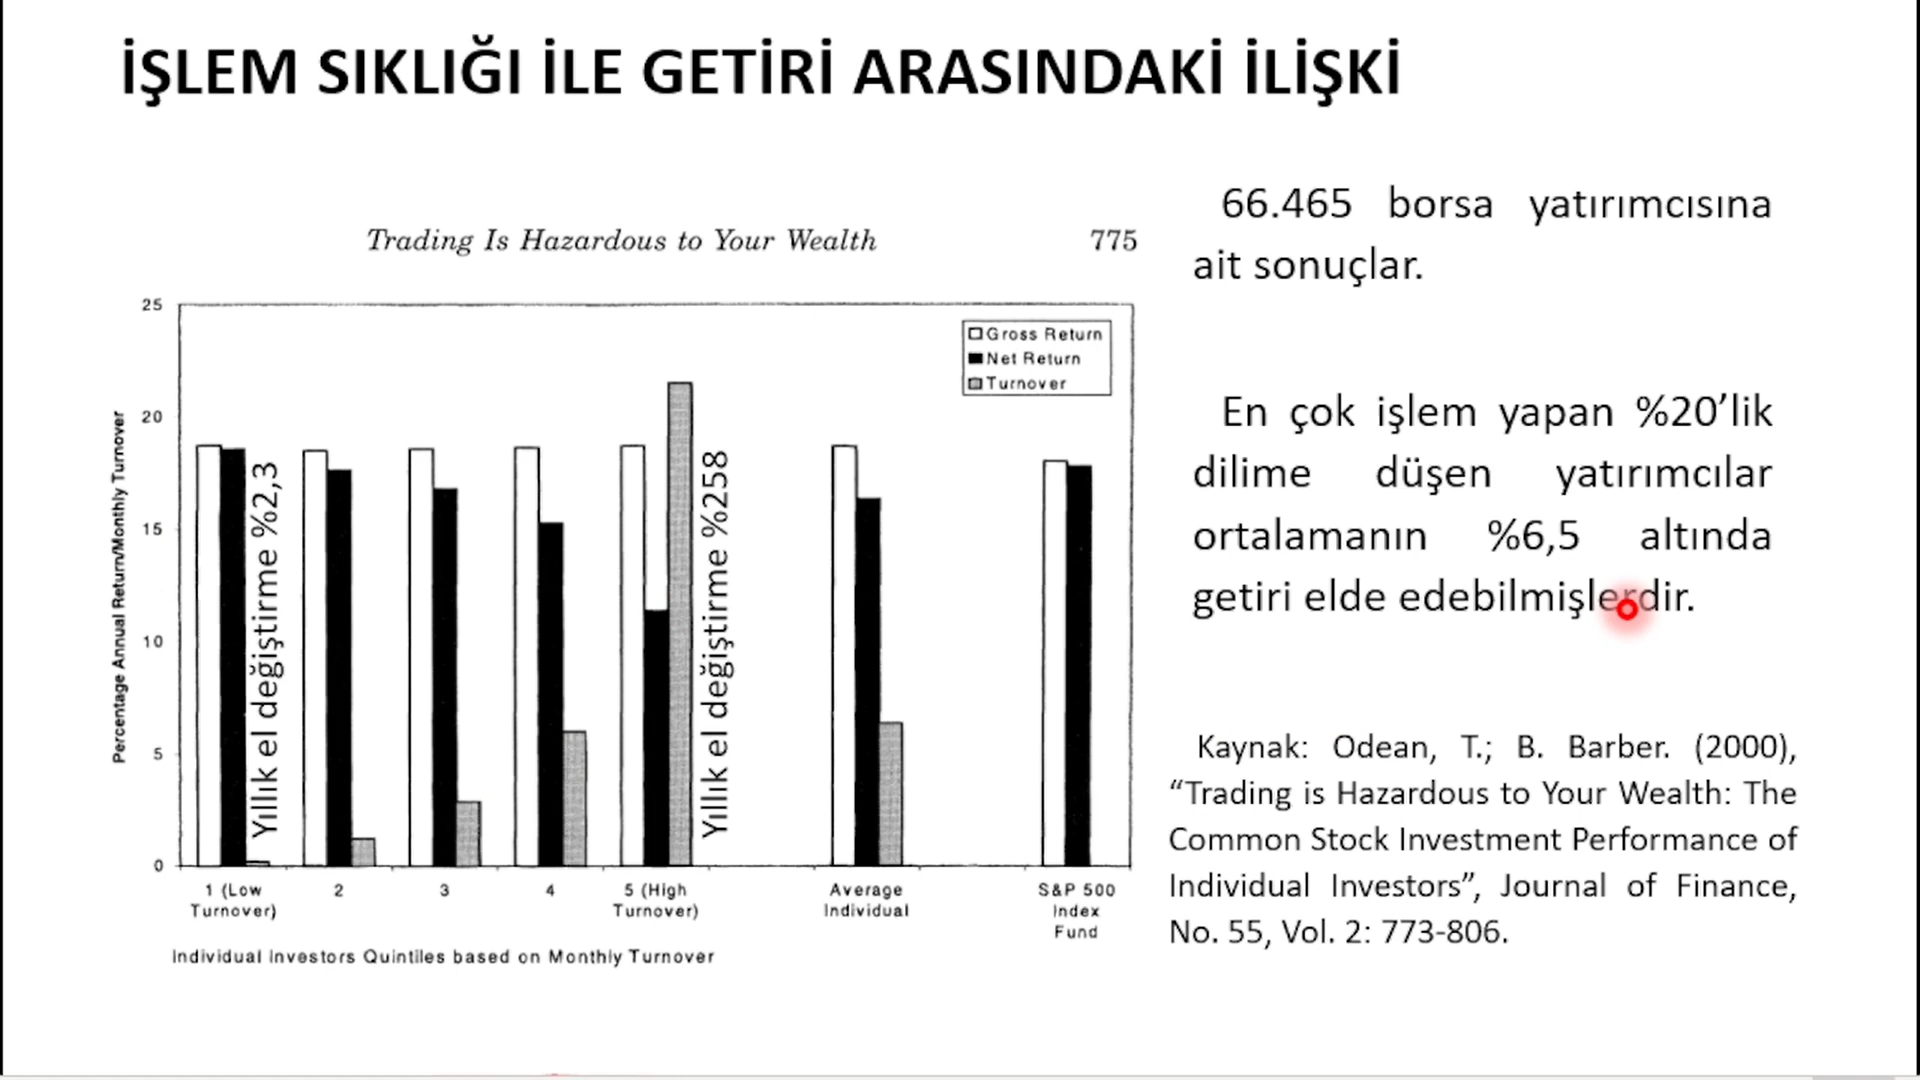 İŞLEM SIKLIĞI İLE GETİRİ ARASINDAKİ İLİŞKİ
Trading Is Hazardous to Your Wealth 775
25
20
15
10
5
0
Percentage Annual Return/Monthly Turnover
Gross Return
Net Return
Turnover
Yıllık el değiştirme %2,3
Yıllık el değiştirme %258
1 (Low Turnover)
2
3
4
5 (High Turnover)
Average Individual
S&P 500 Index Fund
Individual Investors Quintiles based on Monthly Turnover
66.465 borsa yatırımcısına
ait sonuçlar.
En çok işlem yapan %20’lik
dilime düşen yatırımcılar
ortalamanın %6,5 altında
getiri elde edebilmişlerdir.
Kaynak: Odean, T.; B. Barber. (2000),
“Trading is Hazardous to Your Wealth: The
Common Stock Investment Performance of
Individual Investors”, Journal of Finance,
No. 55, Vol. 2: 773-806.